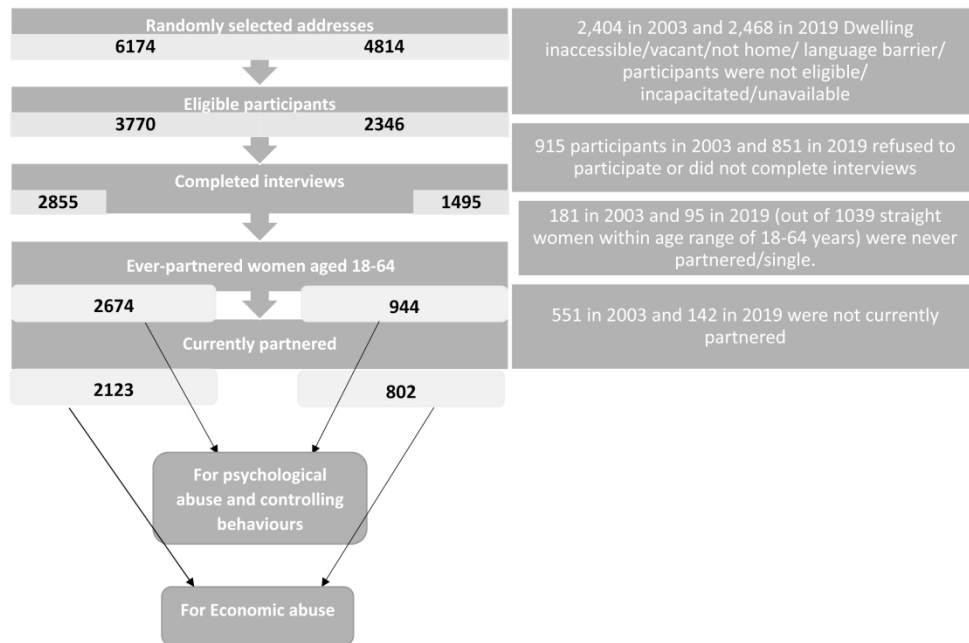 Randomly selected addresses
6174 4814
Eligible participants
3770 2346
Completed interviews
2855 1495
Ever-partnered women aged 18-64
2674 944
Currently partnered
2123 802
For psychological
abuse and controlling
behaviours
For Economic abuse
2,404 in 2003 and 2,468 in 2019 Dwelling
inaccessible/vacant/not home/ language barrier/
participants were not eligible/
incapacitated/unavailable
915 participants in 2003 and 851 in 2019 refused to
participate or did not complete interviews
181 in 2003 and 95 in 2019 (out of 1039 straight
women within age range of 18-64 years) were never
partnered/single.
551 in 2003 and 142 in 2019 were not currently
partnered